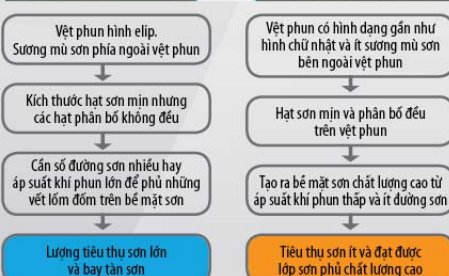 Vệt phun hình elip.
Sương mù sơn phía ngoài vệt phun
Kích thước hạt sơn mịn nhưng
các hạt phân bố không đều
Cần số đường sơn nhiều hay
áp suất khí phun lớn để phủ những
vết lốm đốm trên bề mặt sơn
Lượng tiêu thụ sơn lớn
và bay tàn sơn
Vệt phun có hình dạng gần như
hình chữ nhật và ít sương mù sơn
bên ngoài vệt phun
Hạt sơn mịn và phân bố đều
trên vệt phun
Tạo ra bề mặt sơn chất lượng cao từ
áp suất khí phun thấp và ít đường sơn
Tiêu thụ sơn ít và đạt được
lớp sơn phủ chất lượng cao